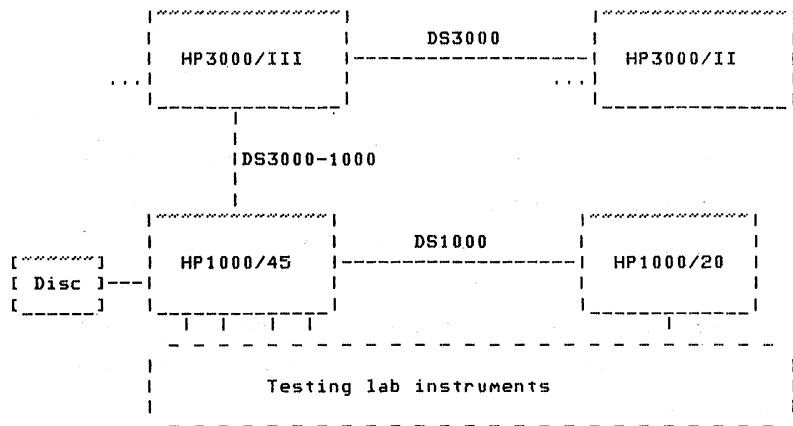 DS3000
HP3000/III
HP3000/II
... ...
DS3000-1000
DS1000
HP1000/45
HP1000/20
Disc
Testing lab instruments